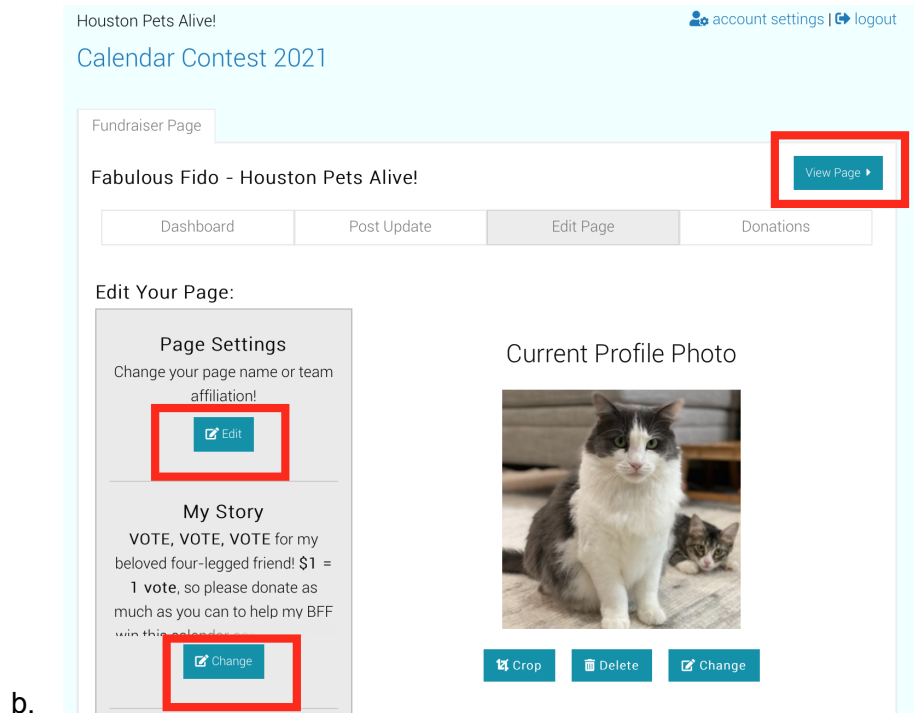 Houston Pets Alive!
account settings | logout
Calendar Contest 2021
Fundraiser Page
Fabulous Fido - Houston Pets Alive!
View Page
Dashboard
Post Update
Edit Page
Donations
Edit Your Page:
Page Settings
Change your page name or team
affiliation!
Edit
My Story
VOTE, VOTE, VOTE for my
beloved four-legged friend! $1 =
1 vote, so please donate as
much as you can to help my BFF
win this calendar
Change
Current Profile Photo
Crop
Delete
Change
b.